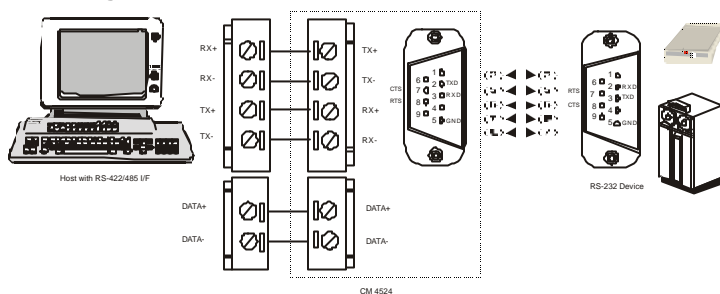 RX+
RX-
TX+
TX-
DATA+
DATA-
Host with RS-422/485 I/F
TX+
TX-
RX+
RX-
DATA+
DATA-
CM 4524
CTS
RTS
6
7
8
9
1
2 TXD
3 RXD
4
5 GND
RTS
CTS
6
7
8
9
1
2 RXD
3 TXD
4
5 GND
RS-232 Device